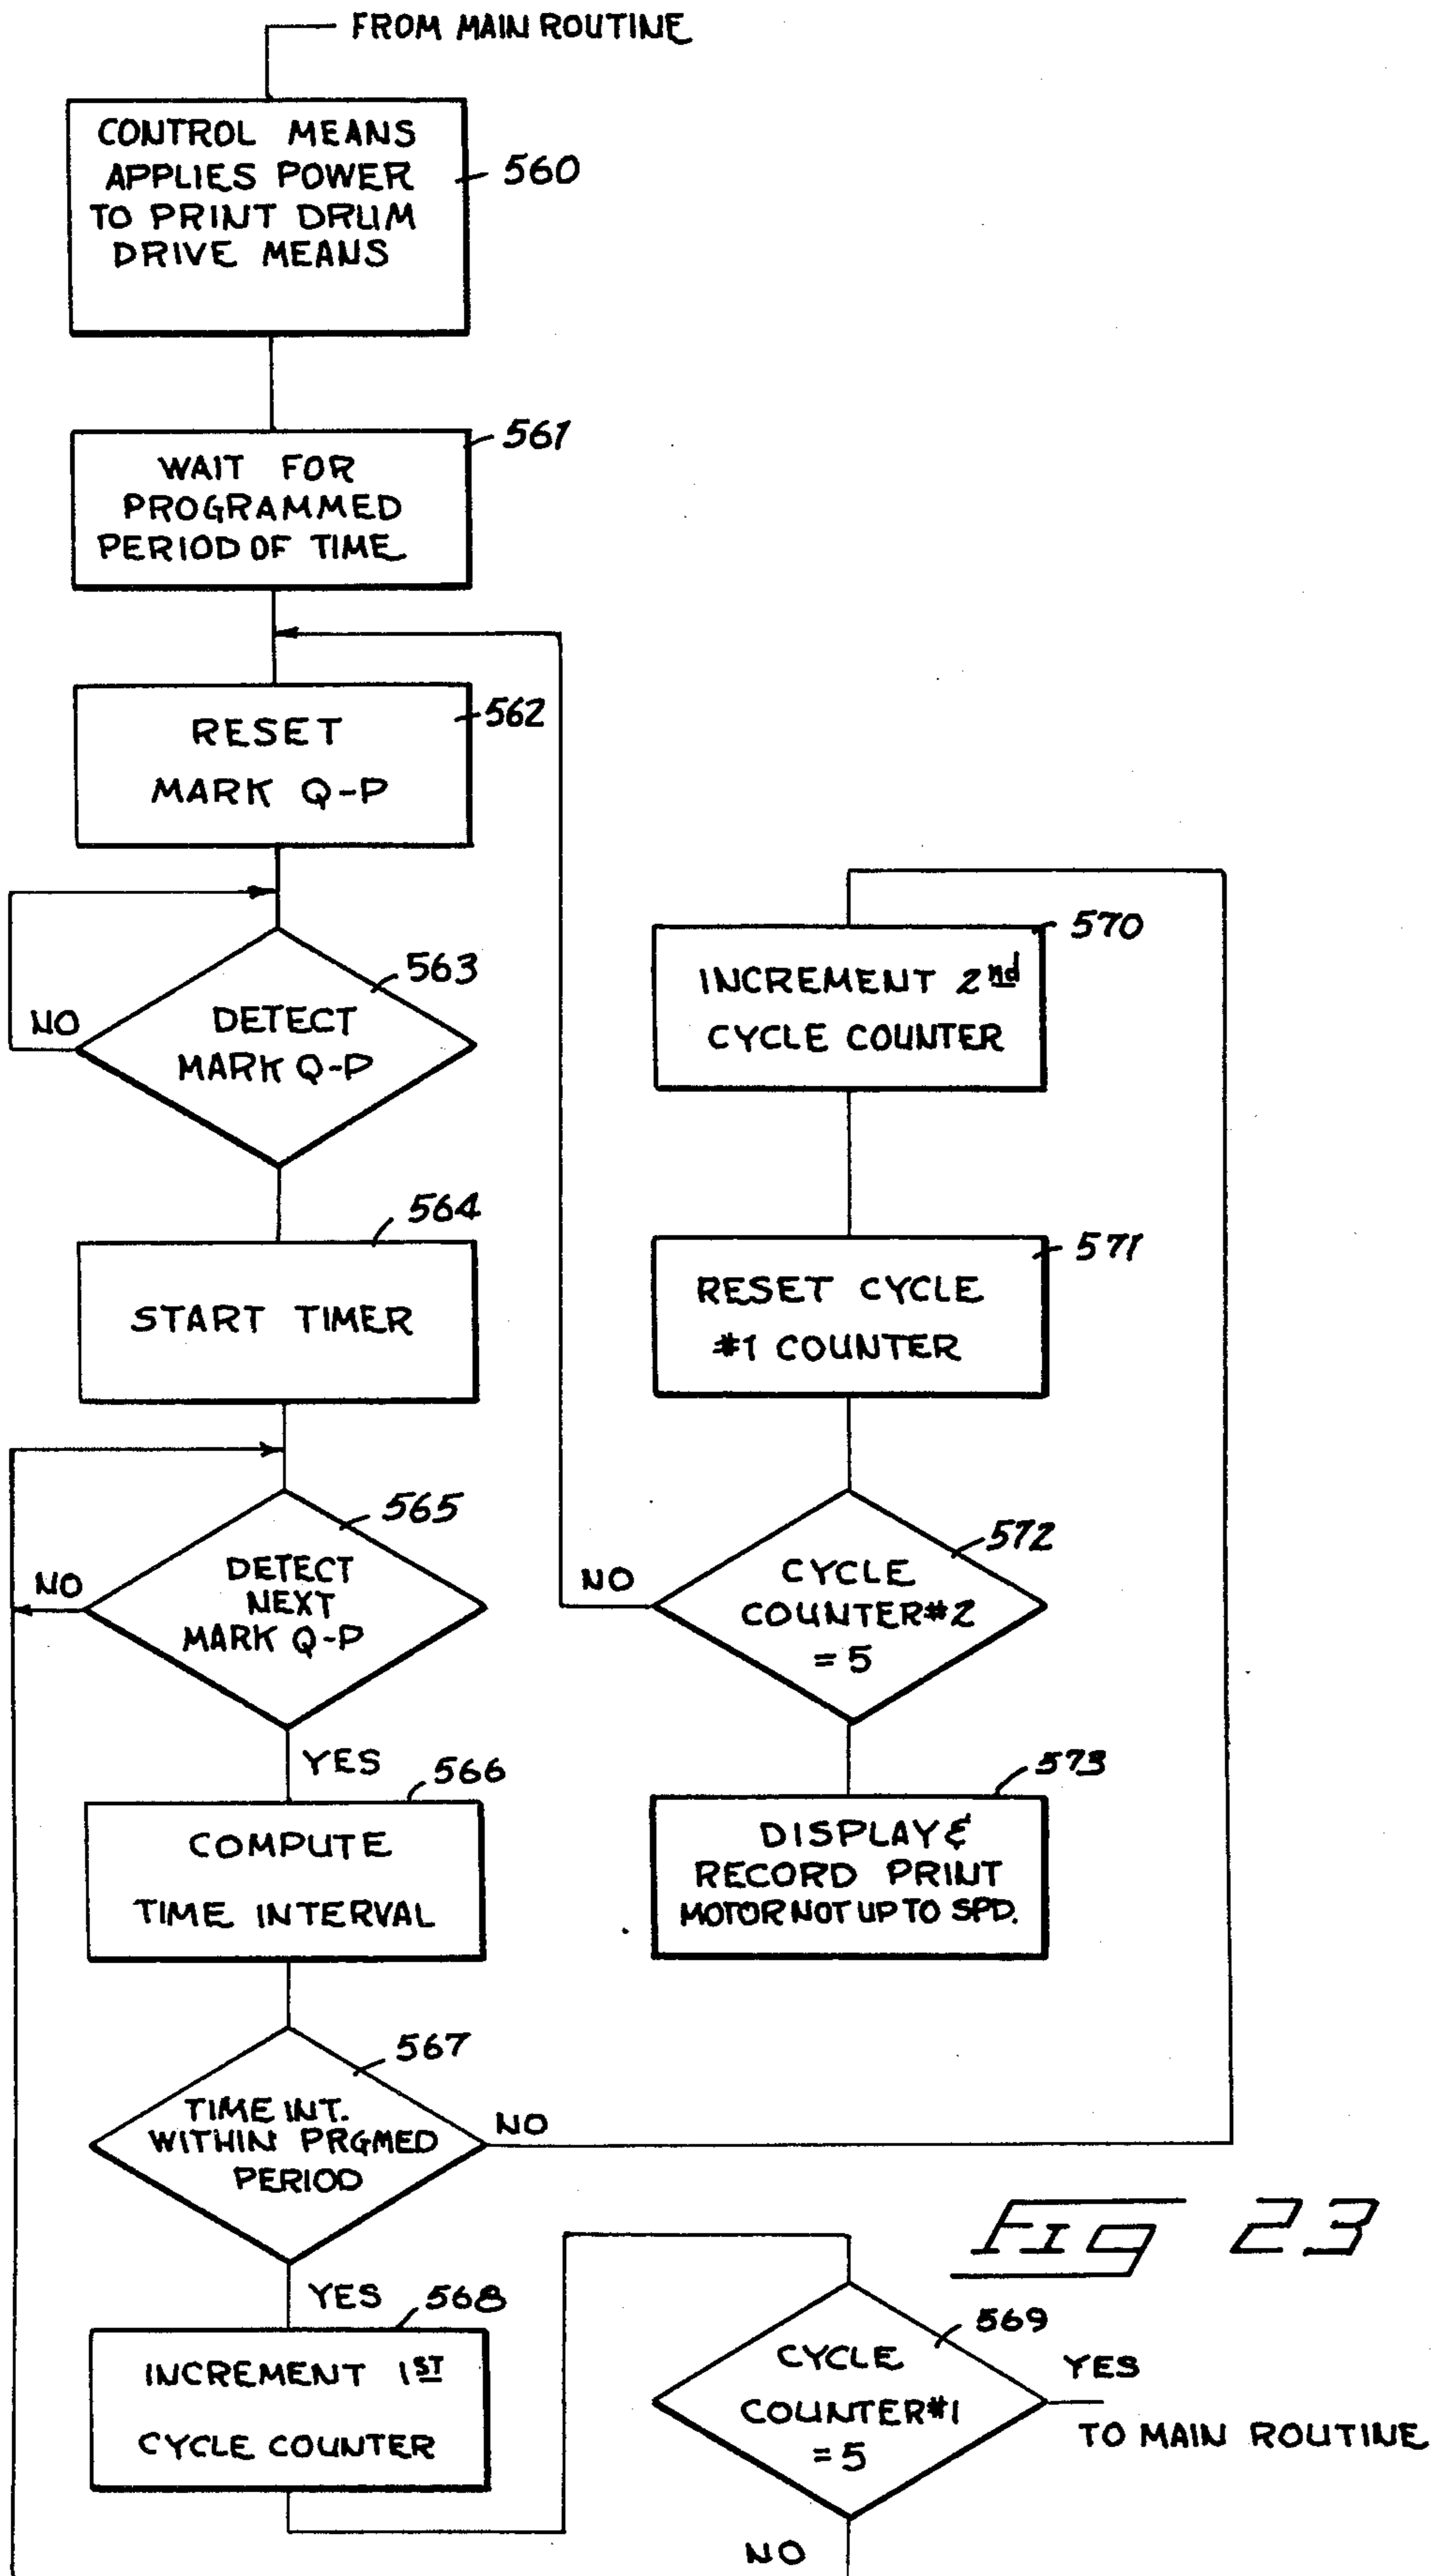 FROM MAIN ROUTINE
CONTROL MEANS
APPLIES POWER
TO PRINT DRUM
DRIVE MEANS
560
WAIT FOR
PROGRAMMED
PERIOD OF TIME
561
RESET
MARK Q-P
562
DETECT
MARK Q-P
563
NO
START TIMER
564
DETECT
NEXT
MARK Q-P
565
NO
YES
COMPUTE
TIME INTERVAL
566
TIME INT.
WITHIN PRGMED
PERIOD
567
NO
YES
INCREMENT 1ST
CYCLE COUNTER
568
CYCLE
COUNTER#1
= 5
569
YES
TO MAIN ROUTINE
NO
INCREMENT 2nd
CYCLE COUNTER
570
RESET CYCLE
#1 COUNTER
571
CYCLE
COUNTER#2
= 5
572
NO
DISPLAY &
RECORD PRINT
MOTOR NOT UP TO SPD.
573
FIG 23